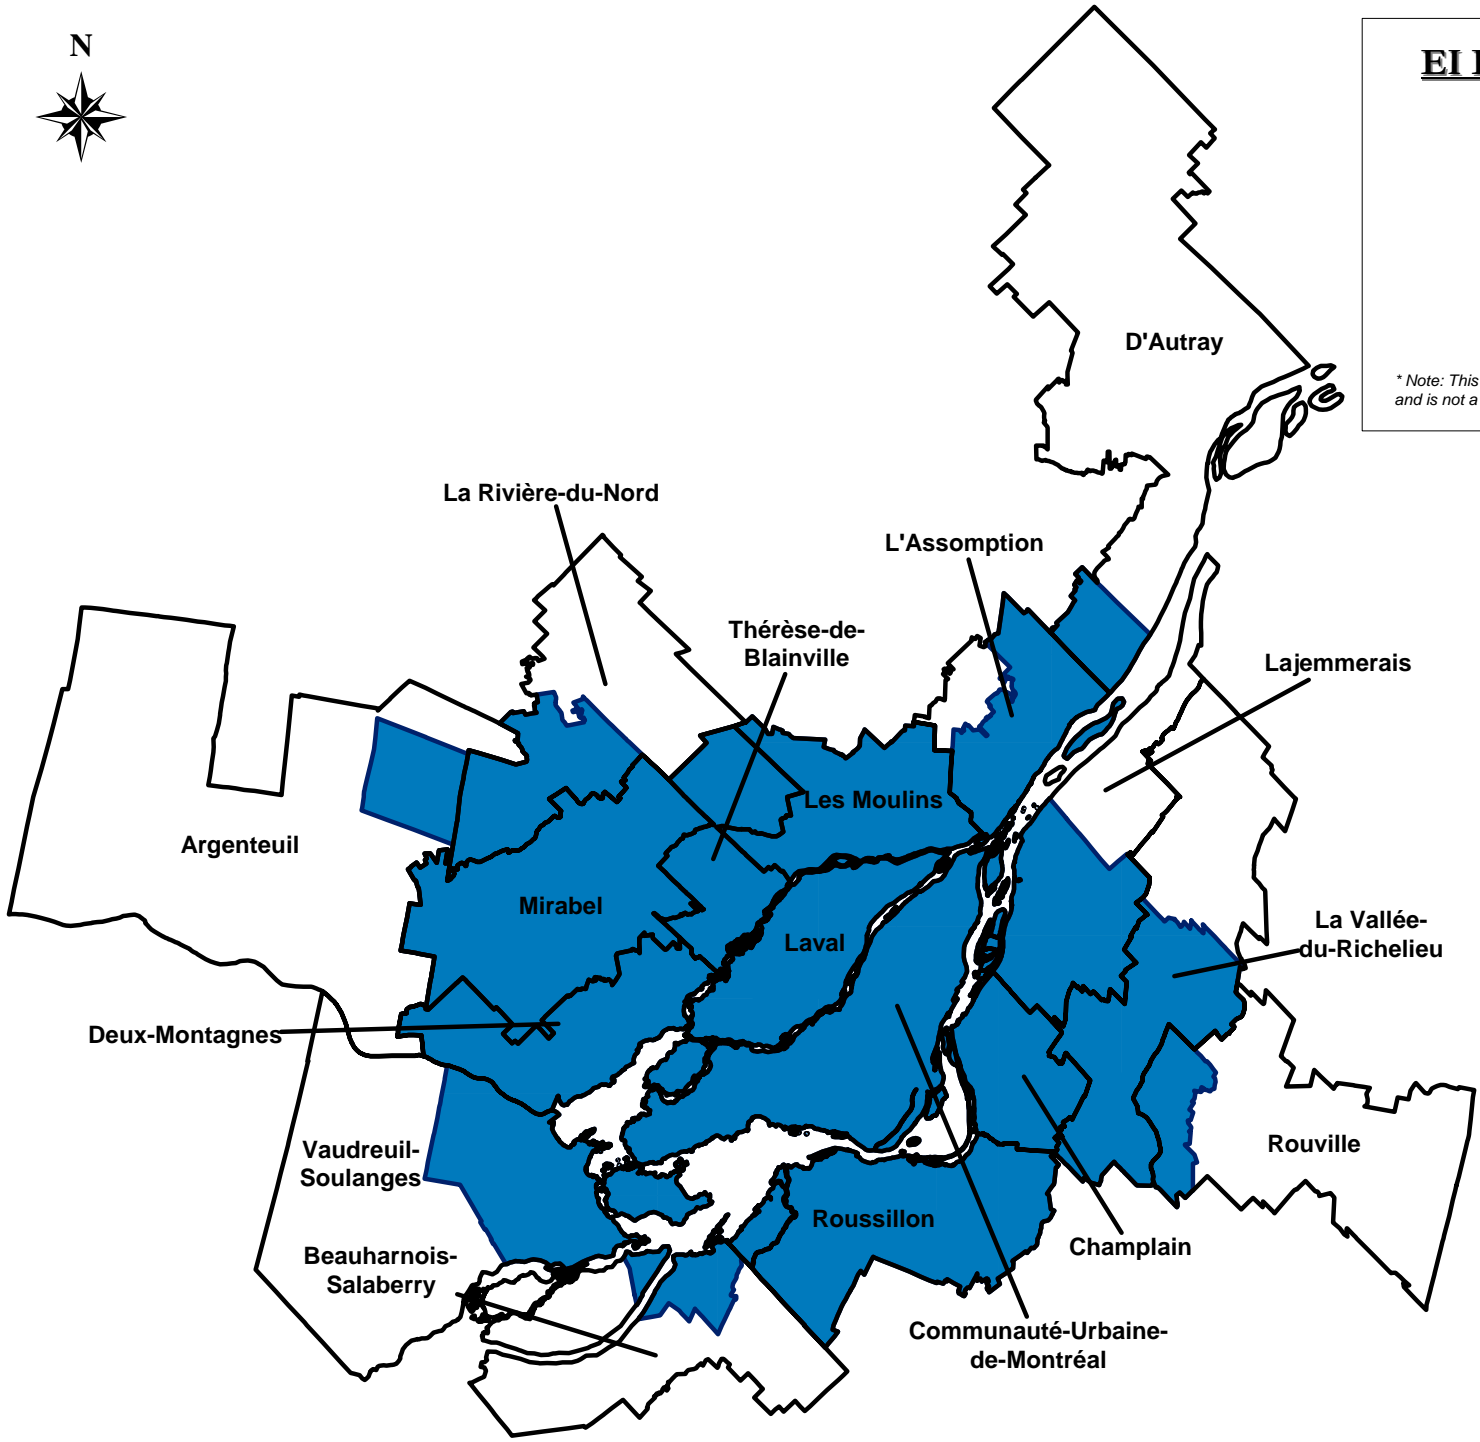 N
EI
* Note: This
and is not a
D'Autray
La Rivière-du-Nord
L'Assomption
Thérèse-de-
Blainville
Lajemmerais
Les Moulins
Argenteuil
Mirabel
Laval
La Vallée-
du-Richelieu
Deux-Montagnes
Vaudreuil-
Soulanges
Rouville
Roussillon
Champlain
Beauharnois-
Salaberry
Communauté-Urbaine-
de-Montréal